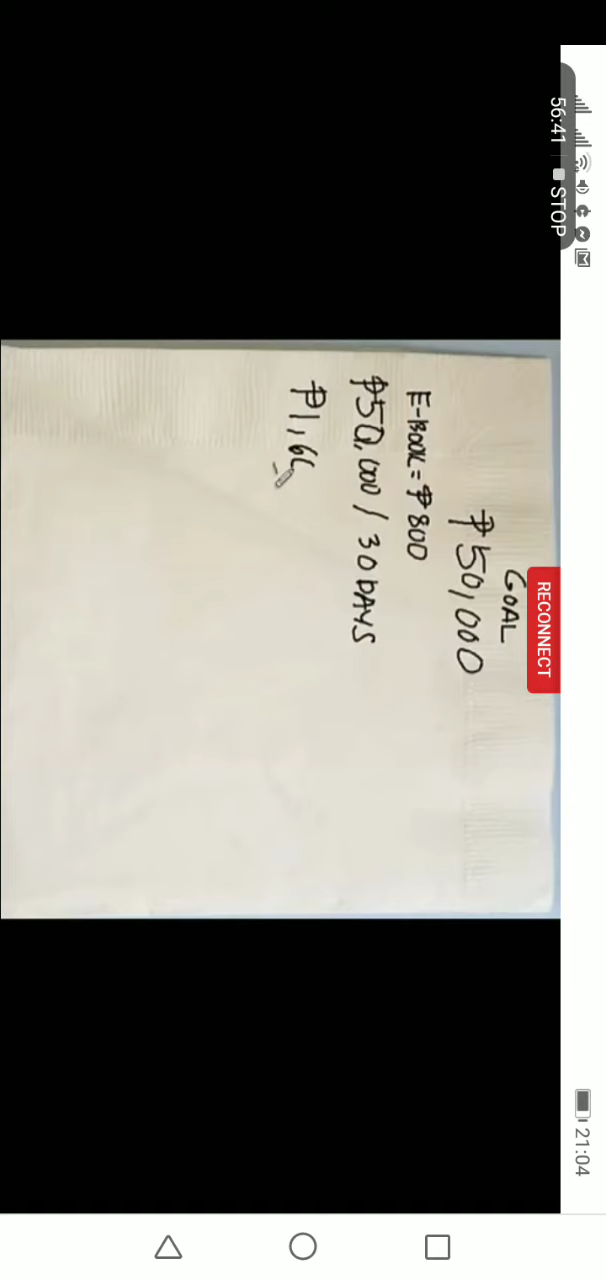 56:41 STOP
21:04
RECONNECT
GOAL
₱50,000
E-BOOK = ₱800
₱50,000 / 30 DAYS
₱1,66